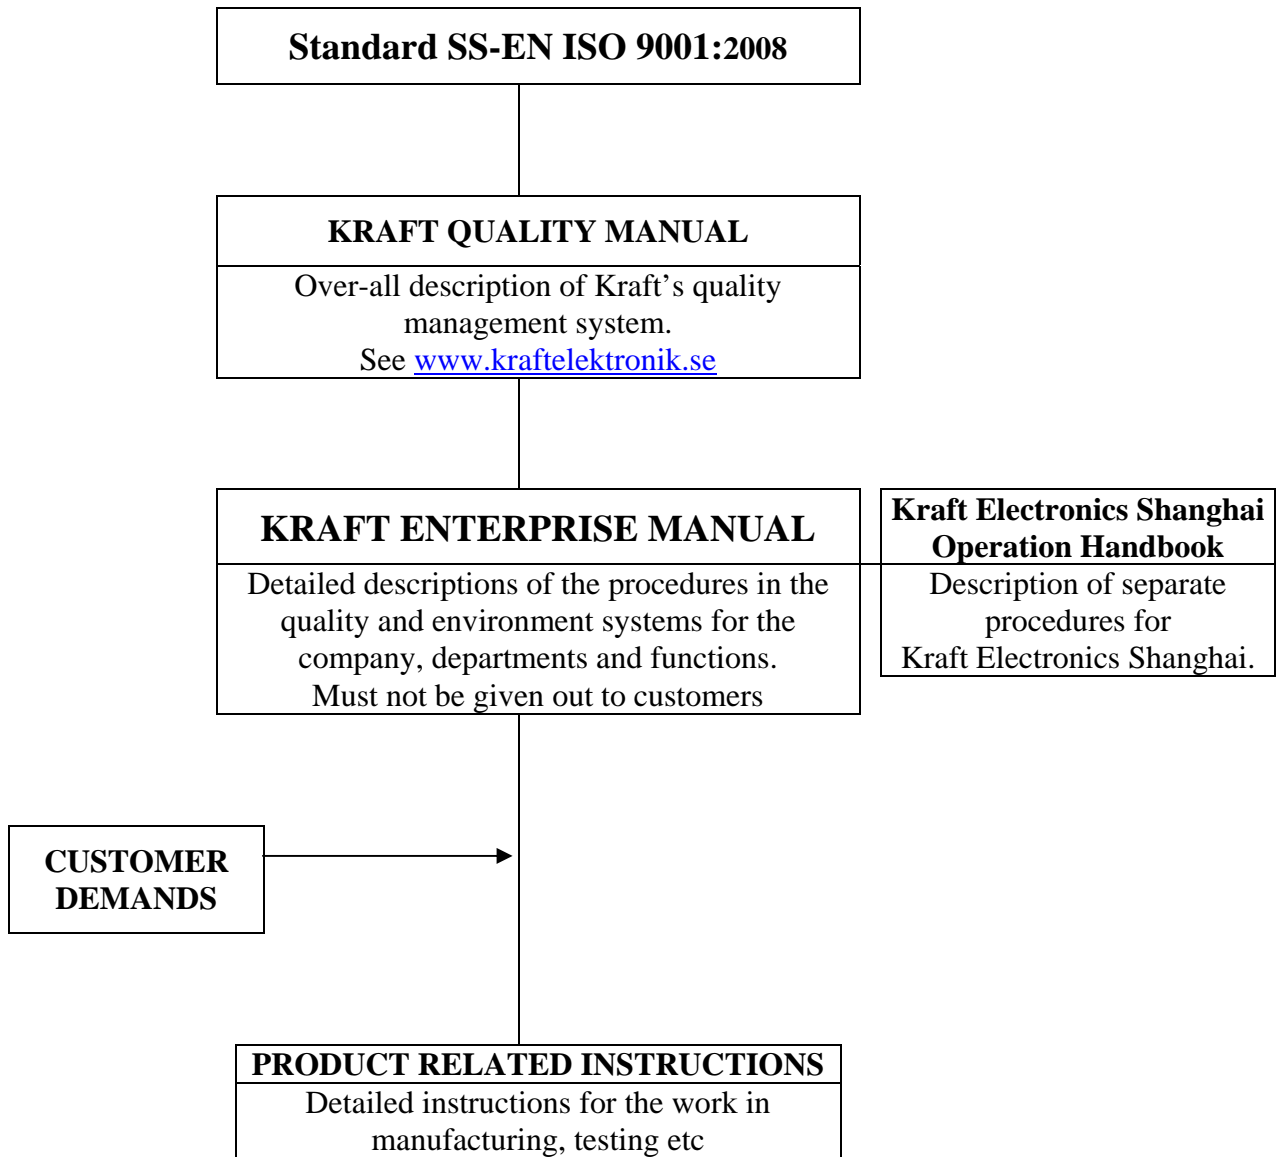 Standard SS-EN ISO 9001:2008
KRAFT QUALITY MANUAL
Over-all description of Kraft’s quality
management system.
See www.kraftelektronik.se
KRAFT ENTERPRISE MANUAL
Detailed descriptions of the procedures in the
quality and environment systems for the
company, departments and functions.
Must not be given out to customers
Kraft Electronics Shanghai
Operation Handbook
Description of separate
procedures for
Kraft Electronics Shanghai.
CUSTOMER
DEMANDS
PRODUCT RELATED INSTRUCTIONS
Detailed instructions for the work in
manufacturing, testing etc